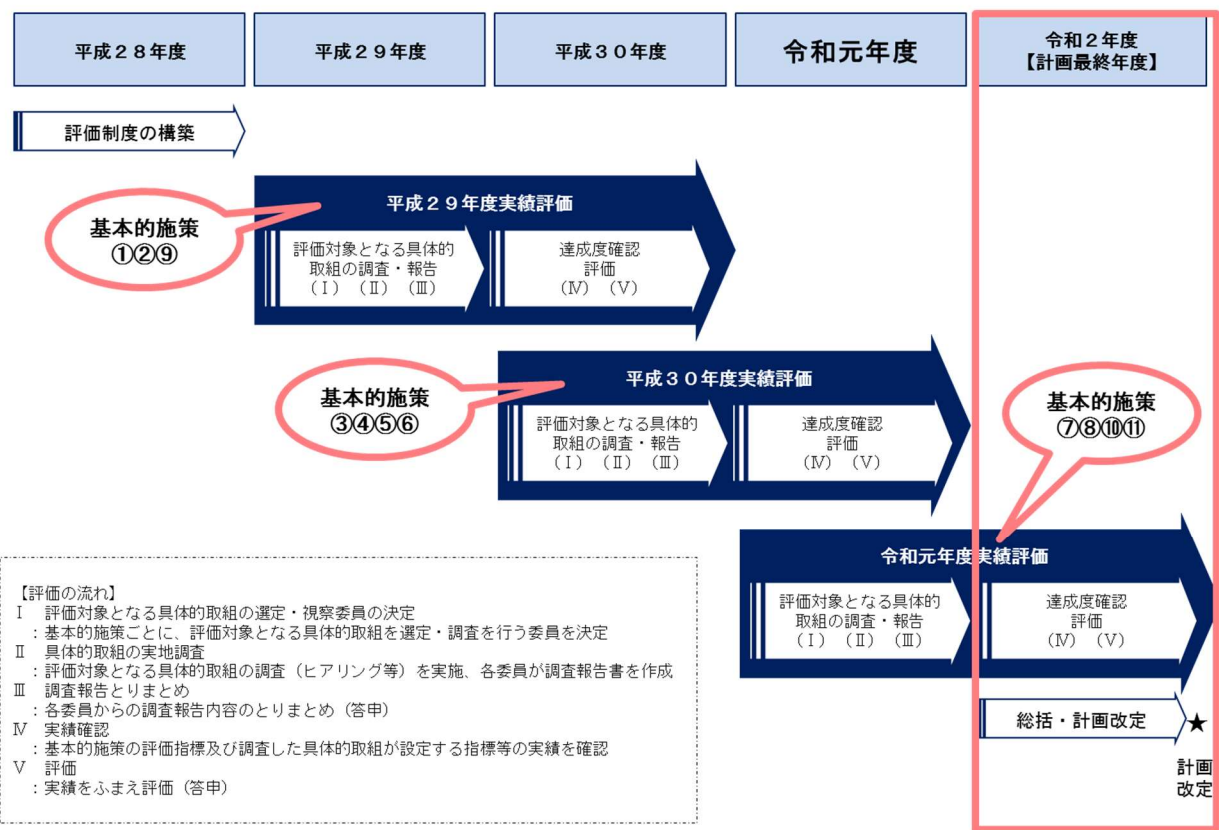 平成２８年度
平成２９年度
平成３０年度
令和元年度
令和２年度
【計画最終年度】
評価制度の構築
基本的施策
①②⑨
平成２９年度実績評価
評価対象となる具体的
取組の調査・報告
（Ⅰ）（Ⅱ）（Ⅲ）
達成度確認
評価
（Ⅳ）（Ⅴ）
基本的施策
③④⑤⑥
平成３０年度実績評価
評価対象となる具体的
取組の調査・報告
（Ⅰ）（Ⅱ）（Ⅲ）
達成度確認
評価
（Ⅳ）（Ⅴ）
基本的施策
⑦⑧⑩⑪
令和元年度実績評価
評価対象となる具体的
取組の調査・報告
（Ⅰ）（Ⅱ）（Ⅲ）
達成度確認
評価
（Ⅳ）（Ⅴ）
総括・計画改定
★
計画
改定
【評価の流れ】
Ⅰ　評価対象となる具体的取組の選定・視察委員の決定
：基本的施策ごとに、評価対象となる具体的取組を選定・調査を行う委員を決定
Ⅱ　具体的取組の実地調査
：評価対象となる具体的取組の調査（ヒアリング等）を実施、各委員が調査報告書を作成
Ⅲ　調査報告とりまとめ
：各委員からの調査報告内容のとりまとめ（答申）
Ⅳ　実績確認
：基本的施策の評価指標及び調査した具体的取組が設定する指標等の実績を確認
Ⅴ　評価
：実績をふまえ評価（答申）